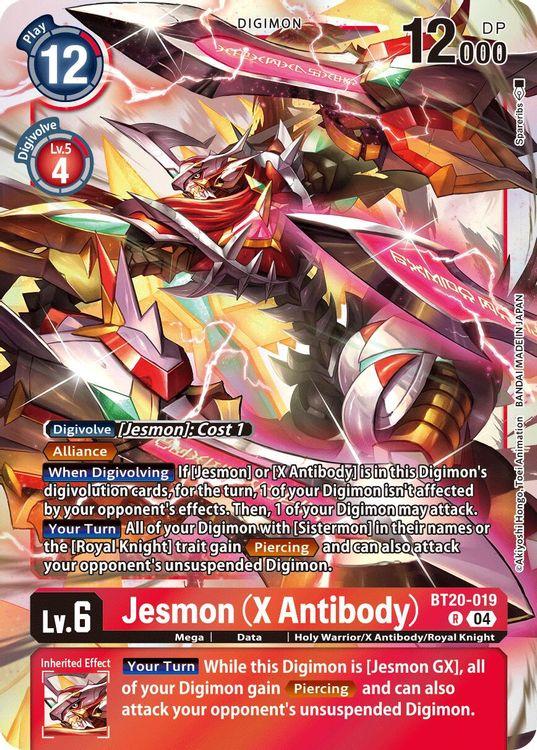 DIGIMON
Play
12
12000
DP
Digivolve
Lv.5
4
Spareribs
©Akiyoshi Hongo, Toei Animation BANDAI MADE IN JAPAN
Digivolve [Jesmon]: Cost 1
Alliance
When Digivolving If [Jesmon] or [X Antibody] is in this Digimon's
digivolution cards, for the turn, 1 of your Digimon isn't affected
by your opponent's effects. Then, 1 of your Digimon may attack.
Your Turn All of your Digimon with [Sistermon] in their names or
the [Royal Knight] trait gain Piercing and can also attack
your opponent's unsuspended Digimon.
Lv.6
Jesmon (X Antibody)
BT20-019
R 04
Mega | Data | Holy Warrior/X Antibody/Royal Knight
Inherited Effect
Your Turn While this Digimon is [Jesmon GX], all
of your Digimon gain Piercing and can also
attack your opponent's unsuspended Digimon.